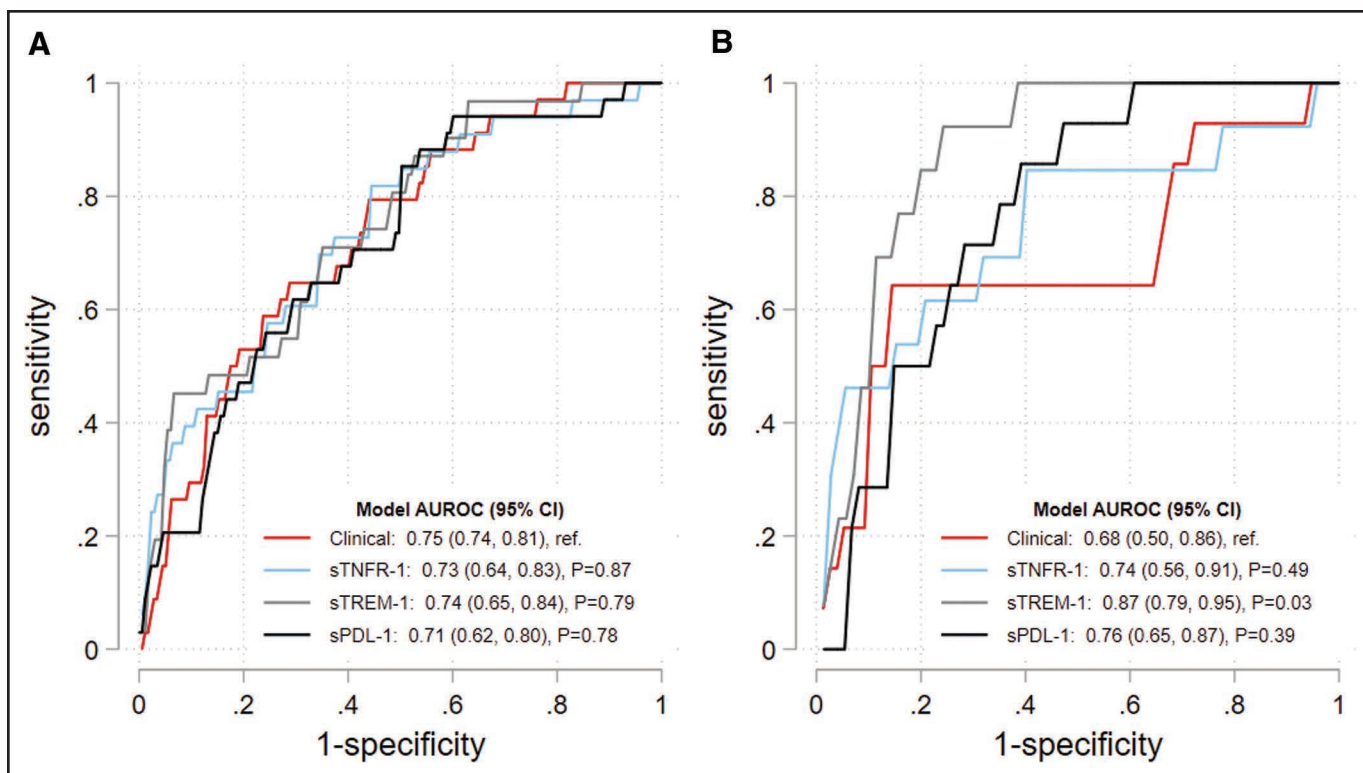 A
1
.8
.6
.4
.2
0
sensitivity
Model AUROC (95% CI)
Clinical: 0.75 (0.74, 0.81), ref.
sTNFR-1: 0.73 (0.64, 0.83), P=0.87
sTREM-1: 0.74 (0.65, 0.84), P=0.79
sPDL-1: 0.71 (0.62, 0.80), P=0.78
0 .2 .4 .6 .8 1
1-specificity
B
1
.8
.6
.4
.2
0
sensitivity
Model AUROC (95% CI)
Clinical: 0.68 (0.50, 0.86), ref.
sTNFR-1: 0.74 (0.56, 0.91), P=0.49
sTREM-1: 0.87 (0.79, 0.95), P=0.03
sPDL-1: 0.76 (0.65, 0.87), P=0.39
0 .2 .4 .6 .8 1
1-specificity